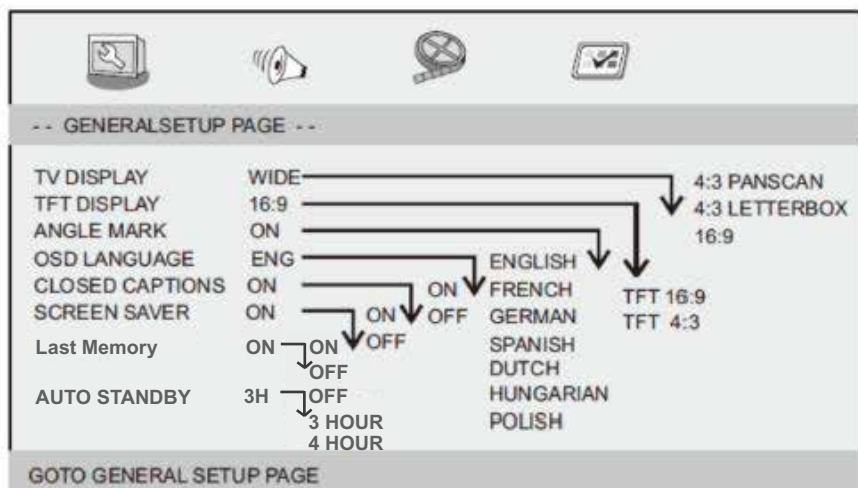 -- GENERALSETUP PAGE --
TV DISPLAY WIDE 4:3 PANSCAN
TFT DISPLAY 16:9 4:3 LETTERBOX
ANGLE MARK ON 16:9
OSD LANGUAGE ENG ENGLISH
CLOSED CAPTIONS ON ON FRENCH TFT 16:9
SCREEN SAVER ON ON OFF GERMAN TFT 4:3
Last Memory ON ON OFF SPANISH
OFF DUTCH
AUTO STANDBY 3H OFF HUNGARIAN
3 HOUR POLISH
4 HOUR
GOTO GENERAL SETUP PAGE